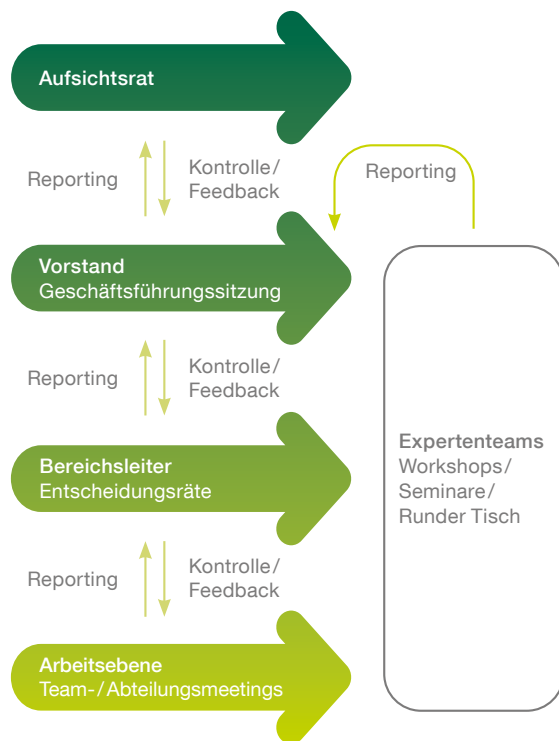 Aufsichtsrat
Reporting
Kontrolle/
Feedback
Reporting
Vorstand
Geschäftsführungssitzung
Reporting
Kontrolle/
Feedback
Bereichsleiter
Entscheidungsräte
Expertenteams
Workshops/
Seminare/
Runder Tisch
Reporting
Kontrolle/
Feedback
Arbeitsebene
Team-/Abteilungsmeetings